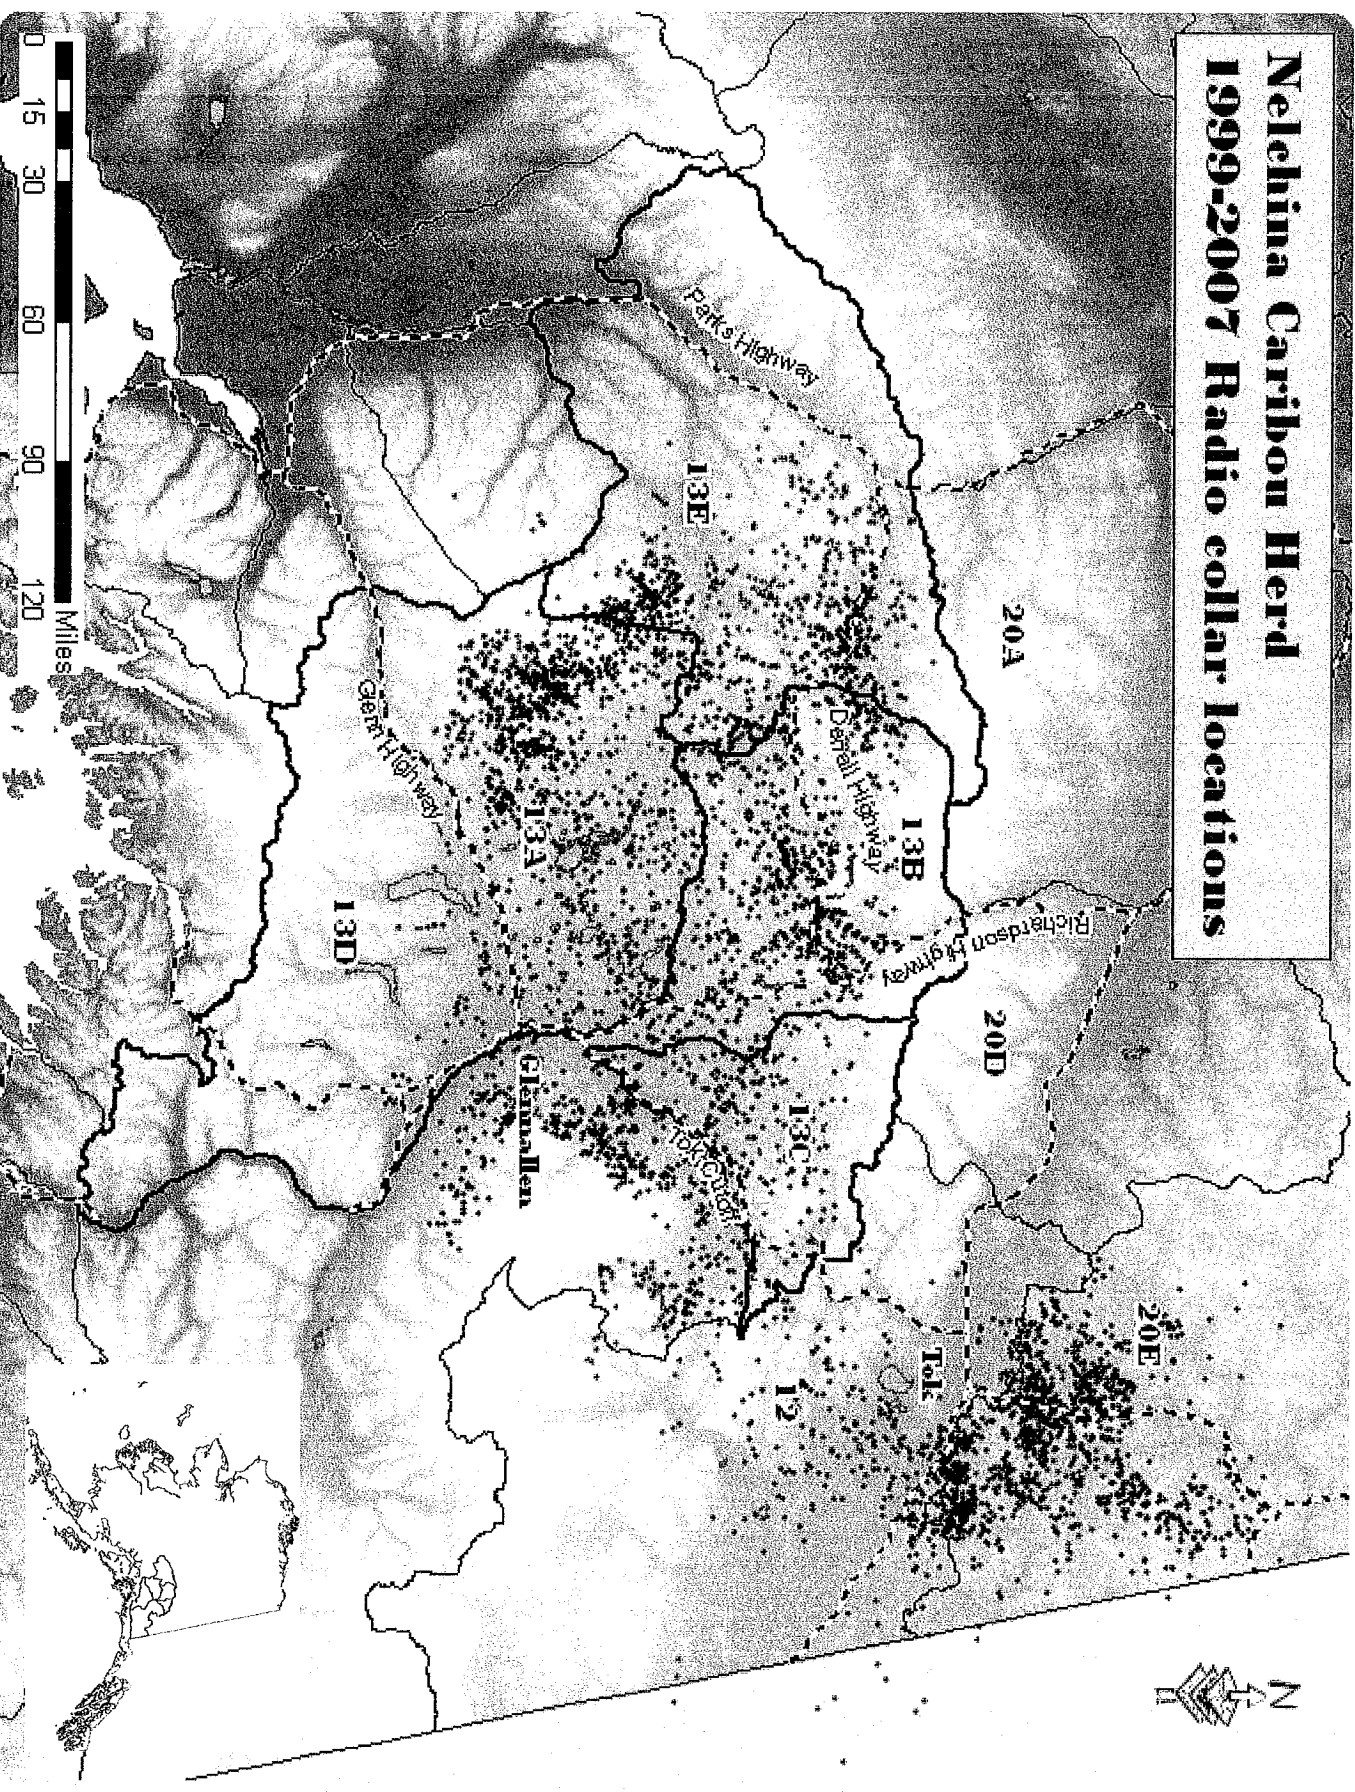 Nelchina Caribou Herd
1999-2007 Radio collar locations
N
20A
20D
20E
Parks Highway
Denali Highway
13B
Richardson Highway
13E
13C
Tok
Tok Cutoff
12
13A
Glennallen
Glenn Highway
13D
0 15 30 60 90 120
Miles